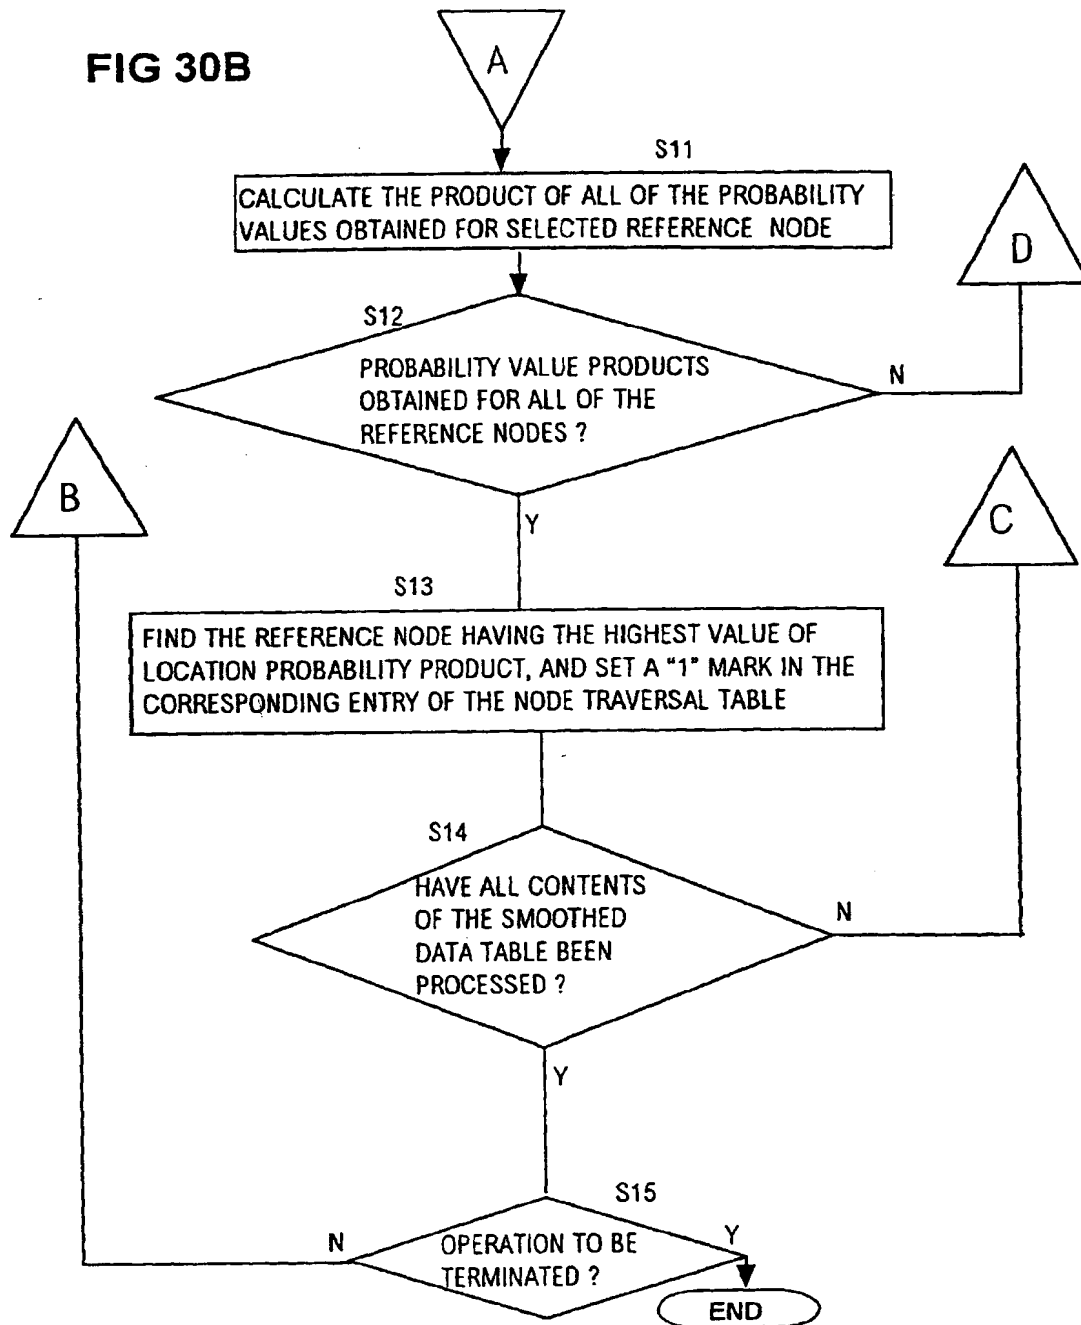 FIG 30B
A
S11
CALCULATE THE PRODUCT OF ALL OF THE PROBABILITY
VALUES OBTAINED FOR SELECTED REFERENCE NODE
D
S12
PROBABILITY VALUE PRODUCTS
OBTAINED FOR ALL OF THE
REFERENCE NODES ?
N
B
Y
C
S13
FIND THE REFERENCE NODE HAVING THE HIGHEST VALUE OF
LOCATION PROBABILITY PRODUCT, AND SET A "1" MARK IN THE
CORRESPONDING ENTRY OF THE NODE TRAVERSAL TABLE
S14
HAVE ALL CONTENTS
OF THE SMOOTHED
DATA TABLE BEEN
PROCESSED ?
N
Y
S15
N
OPERATION TO BE
TERMINATED ?
Y
END